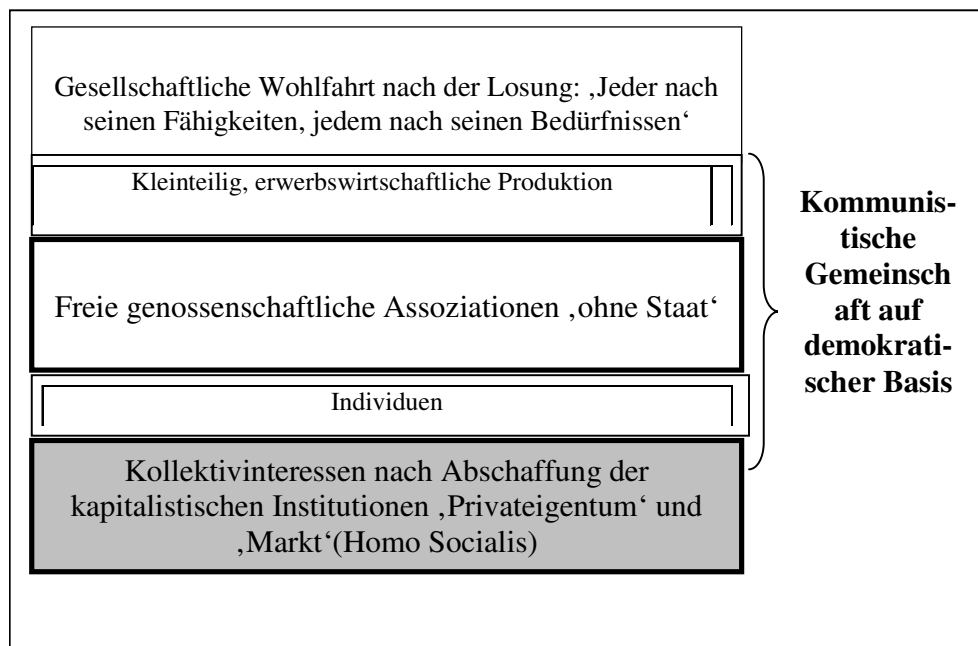 Gesellschaftliche Wohlfahrt nach der Losung: ‚Jeder nach
seinen Fähigkeiten, jedem nach seinen Bedürfnissen‘
Kleinteilig, erwerbswirtschaftliche Produktion
Freie genossenschaftliche Assoziationen ‚ohne Staat‘
Individuen
Kollektivinteressen nach Abschaffung der
kapitalistischen Institutionen ‚Privateigentum‘ und
‚Markt‘(Homo Socialis)
Kommunis-
tische
Gemeinsch
aft auf
demokrati-
scher Basis